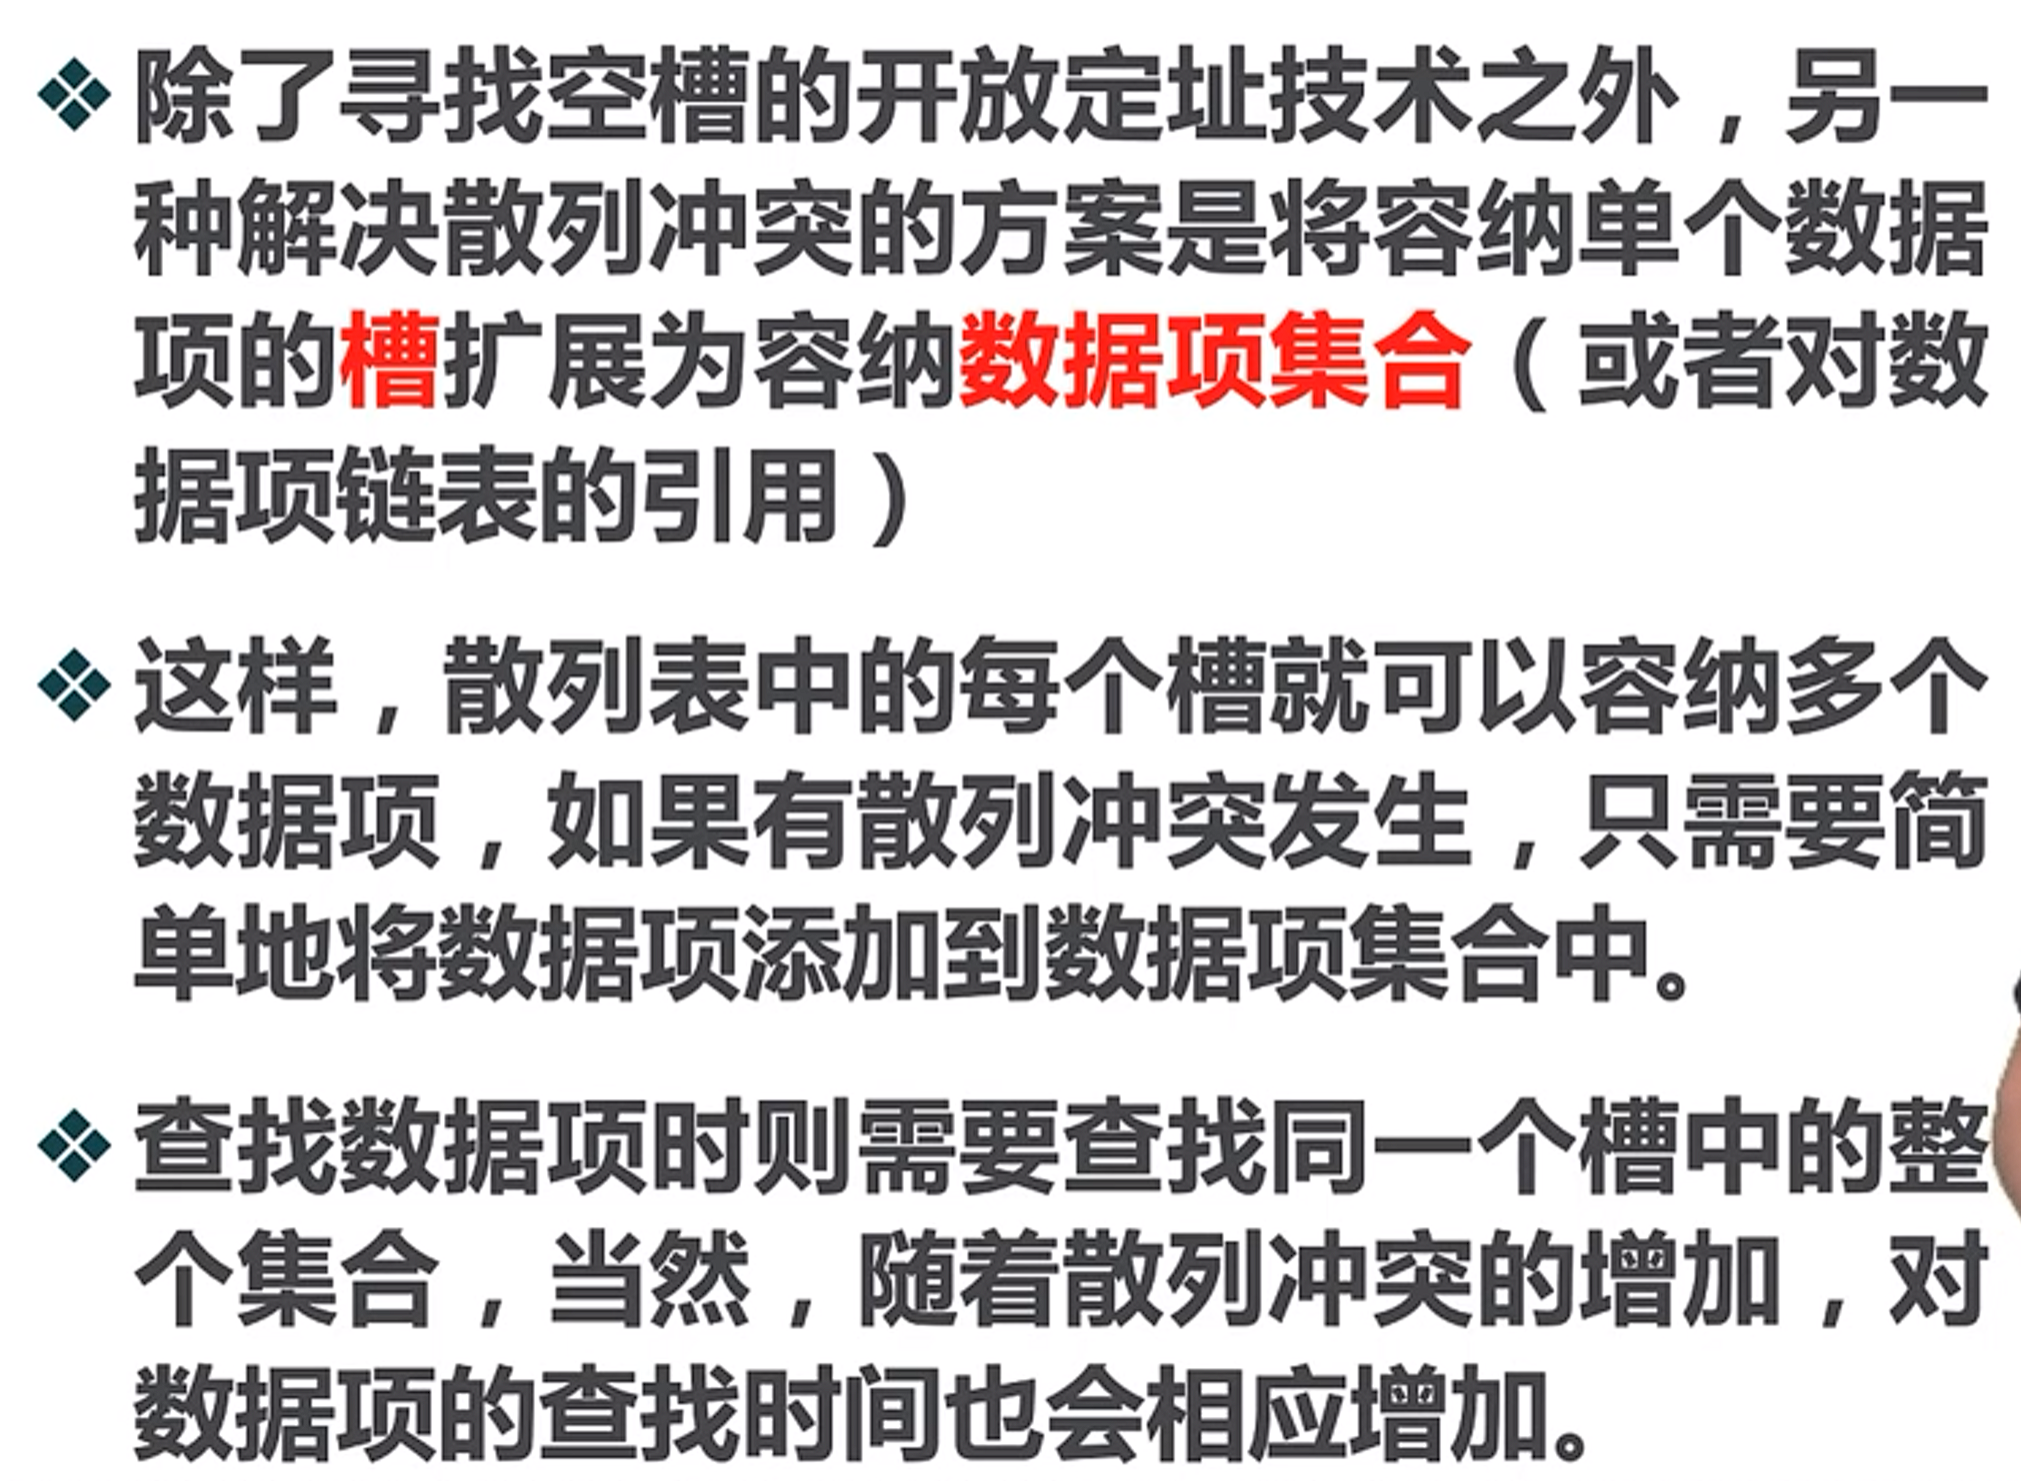 除了寻找空槽的开放定址技术之外，另一
种解决散列冲突的方案是将容纳单个数据
项的槽扩展为容纳数据项集合（或者对数
据项链表的引用）
这样，散列表中的每个槽就可以容纳多个
数据项，如果有散列冲突发生，只需要简
单地将数据项添加到数据项集合中。
查找数据项时则需要查找同一个槽中的整
个集合，当然，随着散列冲突的增加，对
数据项的查找时间也会相应增加。